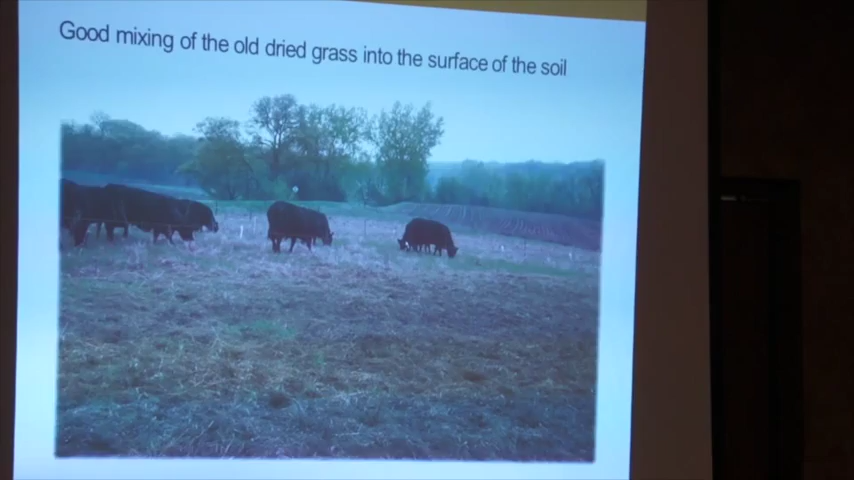 Good mixing of the old dried grass into the surface of the soil